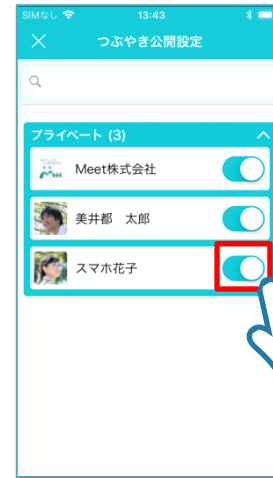 SIMなし 13:43
つぶやき公開設定
プライベート (3)
Meet
Meet株式会社
美井都 太郎
スマホ花子